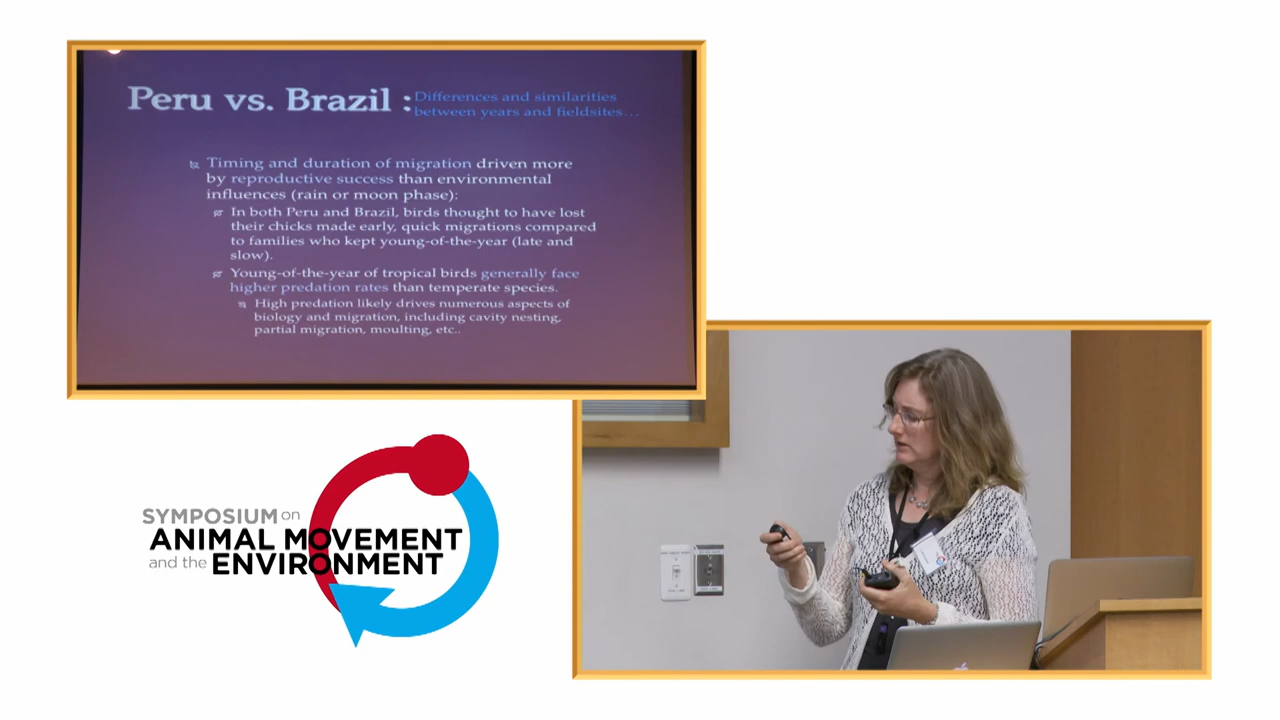 Peru vs. Brazil :
Differences and similarities
between years and fieldsites…
Timing and duration of migration driven more
by reproductive success than environmental
influences (rain or moon phase):
In both Peru and Brazil, birds thought to have lost
their chicks made early, quick migrations compared
to families who kept young-of-the-year (late and
slow).
Young-of-the-year of tropical birds generally face
higher predation rates than temperate species.
High predation likely drives numerous aspects of
biology and migration, including cavity nesting,
partial migration, moulting, etc..
SYMPOSIUM on
ANIMAL MOVEMENT
and the ENVIRONMENT